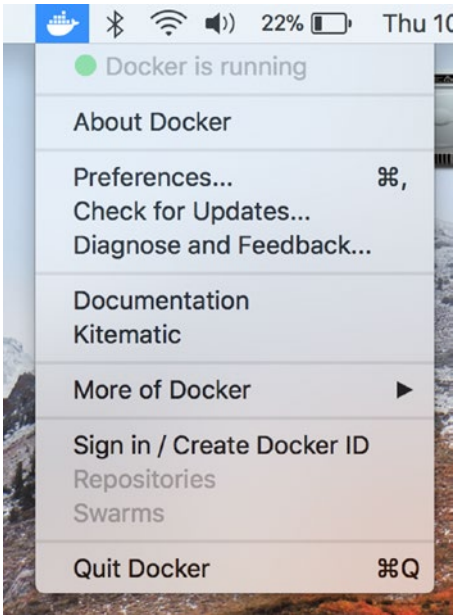 22%
Thu 10
Docker is running
About Docker
Preferences... ⌘,
Check for Updates...
Diagnose and Feedback...
Documentation
Kitematic
More of Docker ▶
Sign in / Create Docker ID
Repositories
Swarms
Quit Docker ⌘Q